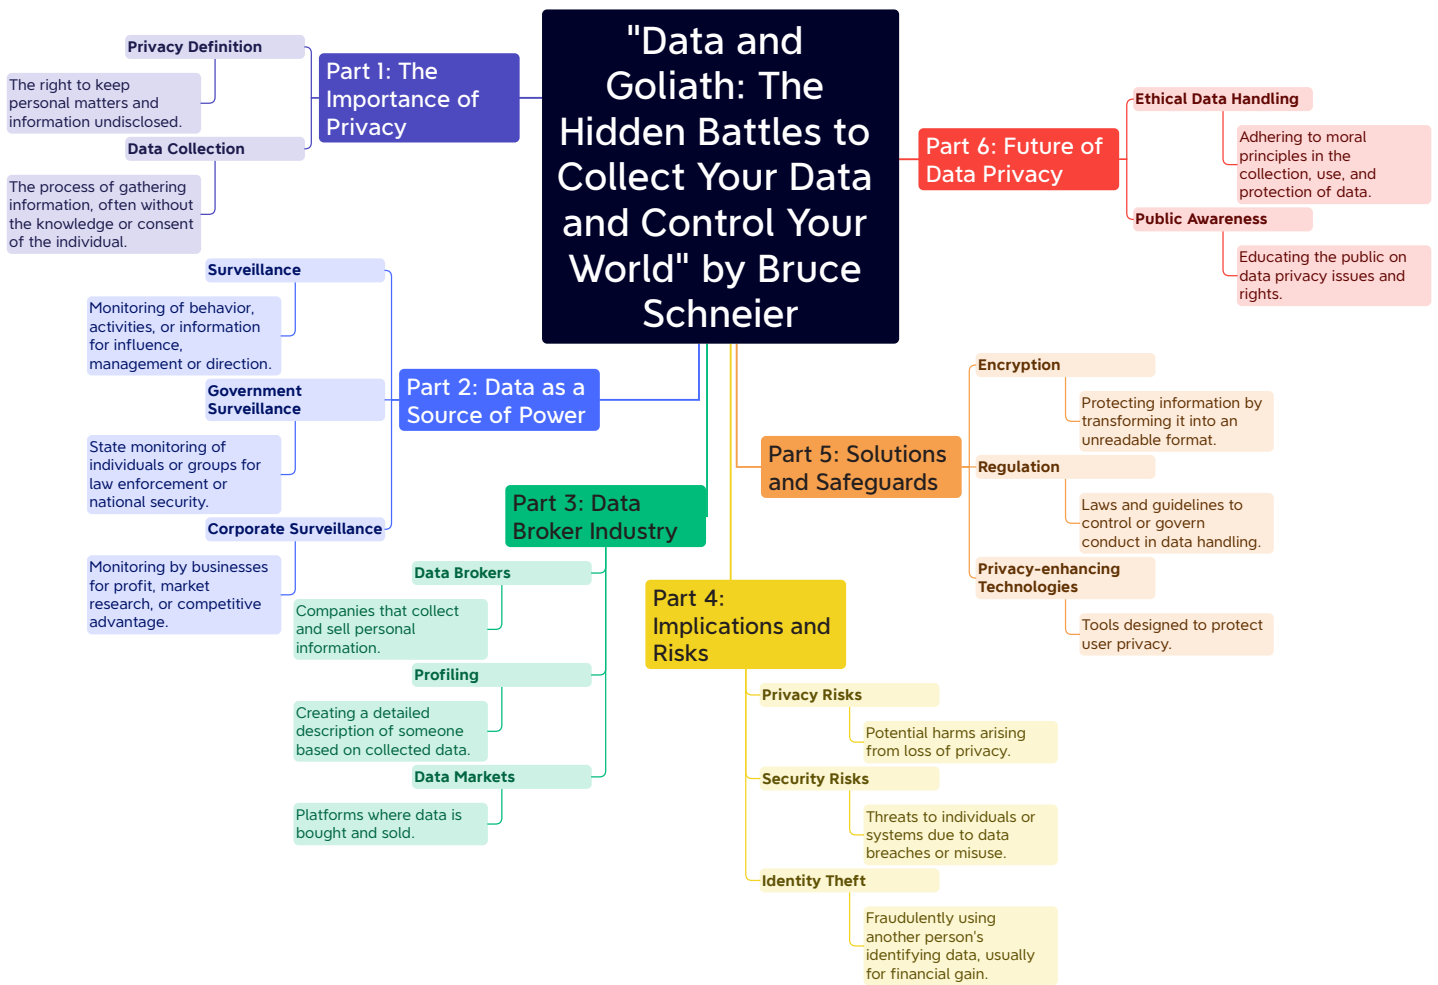 "Data and
Goliath: The
Hidden Battles to
Collect Your Data
and Control Your
World" by Bruce
Schneier
Part 1: The
Importance of
Privacy
Privacy Definition
The right to keep
personal matters and
information undisclosed.
Data Collection
The process of gathering
information, often without
the knowledge or consent
of the individual.
Part 2: Data as a
Source of Power
Surveillance
Monitoring of behavior,
activities, or information
for influence,
management or direction.
Government
Surveillance
State monitoring of
individuals or groups for
law enforcement or
national security.
Corporate Surveillance
Monitoring by businesses
for profit, market
research, or competitive
advantage.
Part 3: Data
Broker Industry
Data Brokers
Companies that collect
and sell personal
information.
Profiling
Creating a detailed
description of someone
based on collected data.
Data Markets
Platforms where data is
bought and sold.
Part 4:
Implications and
Risks
Privacy Risks
Potential harms arising
from loss of privacy.
Security Risks
Threats to individuals or
systems due to data
breaches or misuse.
Identity Theft
Fraudulently using
another person's
identifying data, usually
for financial gain.
Part 5: Solutions
and Safeguards
Encryption
Protecting information by
transforming it into an
unreadable format.
Regulation
Laws and guidelines to
control or govern
conduct in data handling.
Privacy-enhancing
Technologies
Tools designed to protect
user privacy.
Part 6: Future of
Data Privacy
Ethical Data Handling
Adhering to moral
principles in the
collection, use, and
protection of data.
Public Awareness
Educating the public on
data privacy issues and
rights.